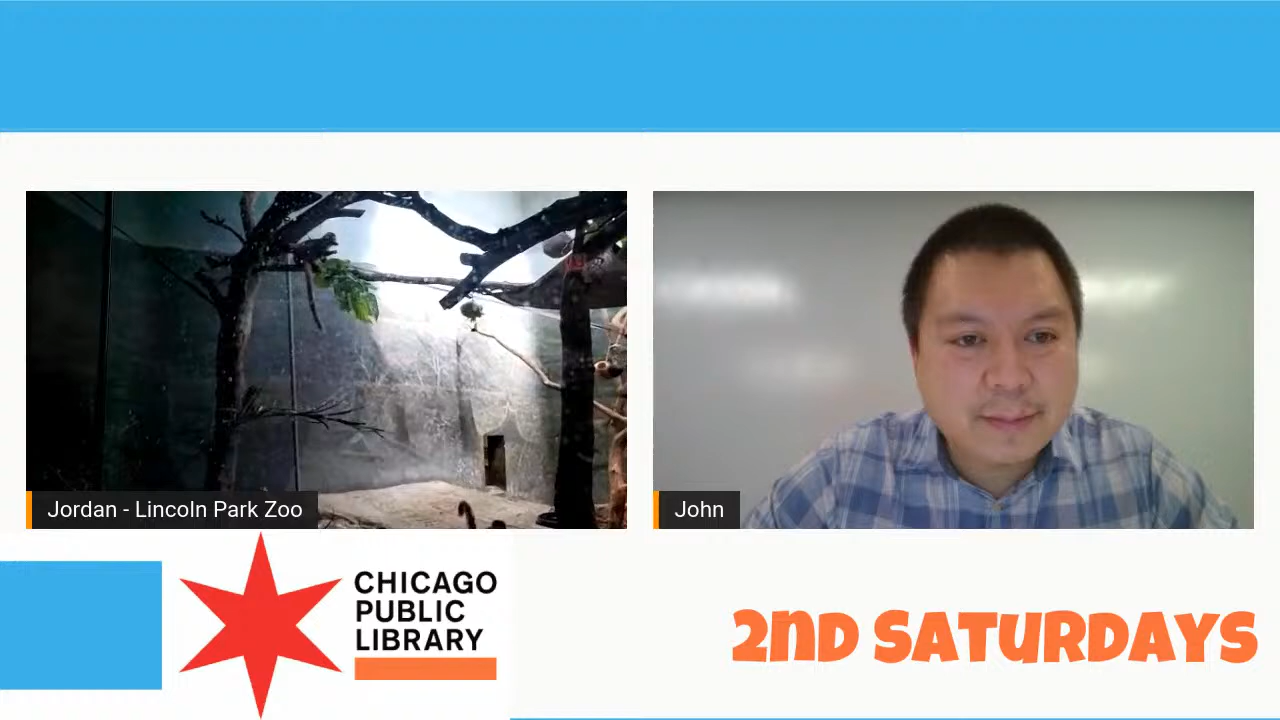 Jordan - Lincoln Park Zoo
John
CHICAGO
PUBLIC
LIBRARY
2nd SATURDAYS